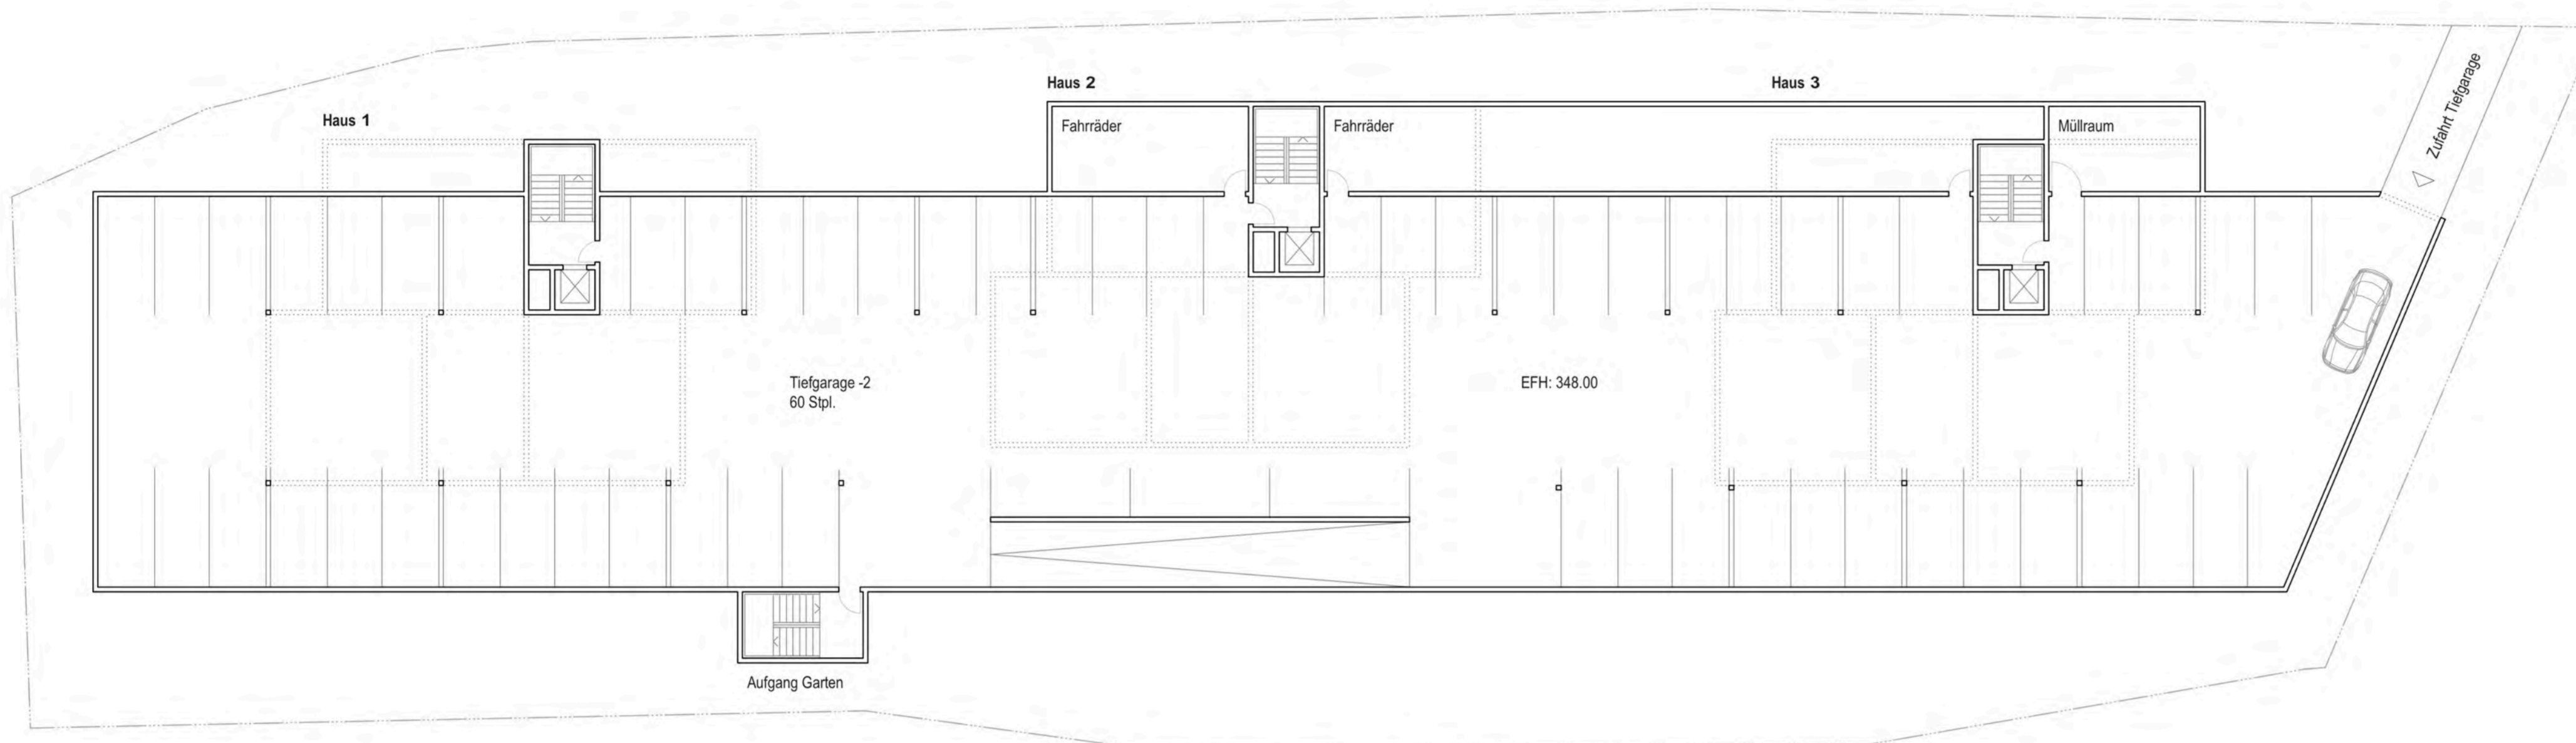 Haus 1
Haus 2
Haus 3
Zufahrt Tiefgarage
Fahrräder
Fahrräder
Müllraum
Tiefgarage -2
60 Stpl.
EFH: 348.00
Aufgang Garten